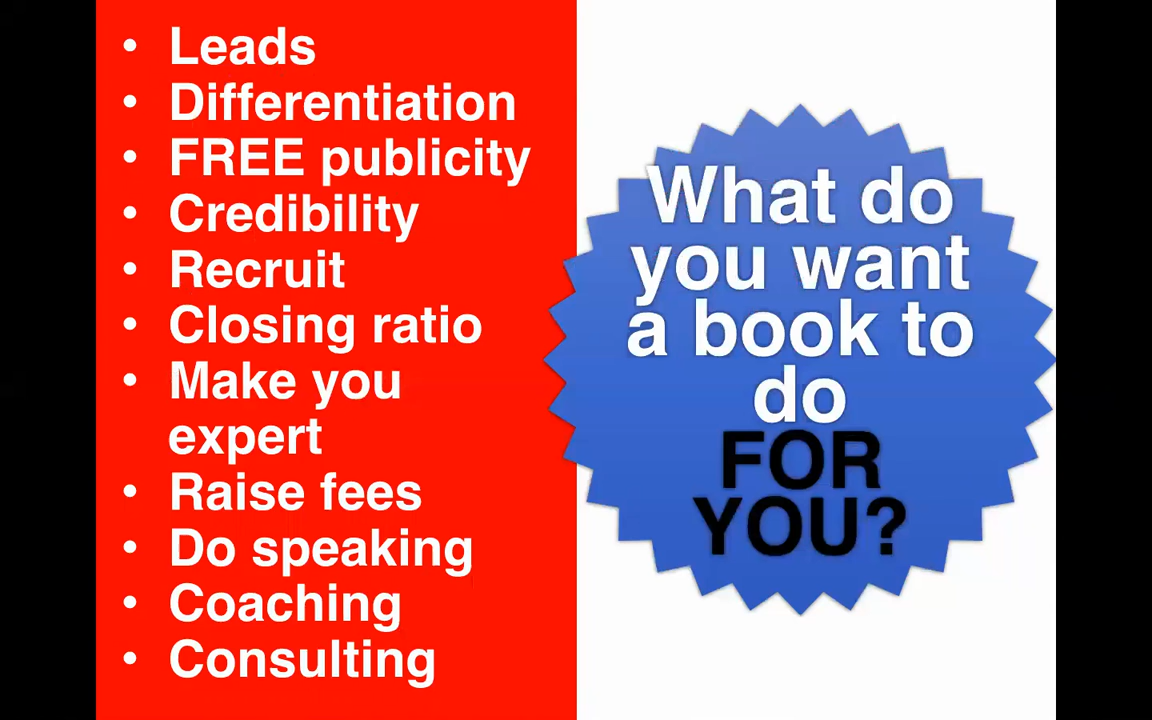 • Leads
• Differentiation
• FREE publicity
• Credibility
• Recruit
• Closing ratio
• Make you
expert
• Raise fees
• Do speaking
• Coaching
• Consulting
What do
you want
a book to
do
FOR
YOU?